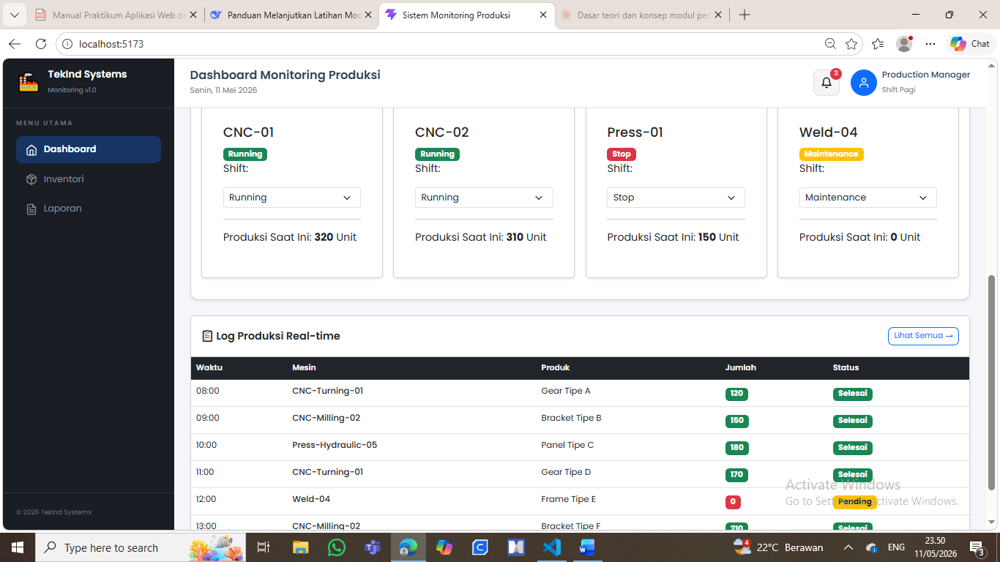 Manual Praktikum Aplikasi Web da
Panduan Melanjutkan Latihan Mod
Sistem Monitoring Produksi
Dasar teori dan konsep modul per
localhost:5173
Chat
TekInd Systems
Monitoring v1.0
MENU UTAMA
Dashboard
Inventori
Laporan
© 2026 TekInd Systems
Dashboard Monitoring Produksi
Senin, 11 Mei 2026
3
Production Manager
Shift Pagi
CNC-01 CNC-02 Press-01 Weld-04
Running Running Stop Maintenance
Shift: Shift: Shift: Shift:
Running Running Stop Maintenance
Produksi Saat Ini: 320 Unit Produksi Saat Ini: 310 Unit Produksi Saat Ini: 150 Unit Produksi Saat Ini: 0 Unit
Log Produksi Real-time Lihat Semua →
Waktu Mesin Produk Jumlah Status
08:00 CNC-Turning-01 Gear Tipe A 120 Selesai
09:00 CNC-Milling-02 Bracket Tipe B 150 Selesai
10:00 Press-Hydraulic-05 Panel Tipe C 180 Selesai
11:00 CNC-Turning-01 Gear Tipe D 170 Selesai
12:00 Weld-04 Frame Tipe E 0 Pending
13:00 CNC-Milling-02 Bracket Tipe F 210 Selesai
Activate Windows
Go to Settings to activate Windows.
Type here to search
4
22°C Berawan
ENG
23.50
11/05/2026
3